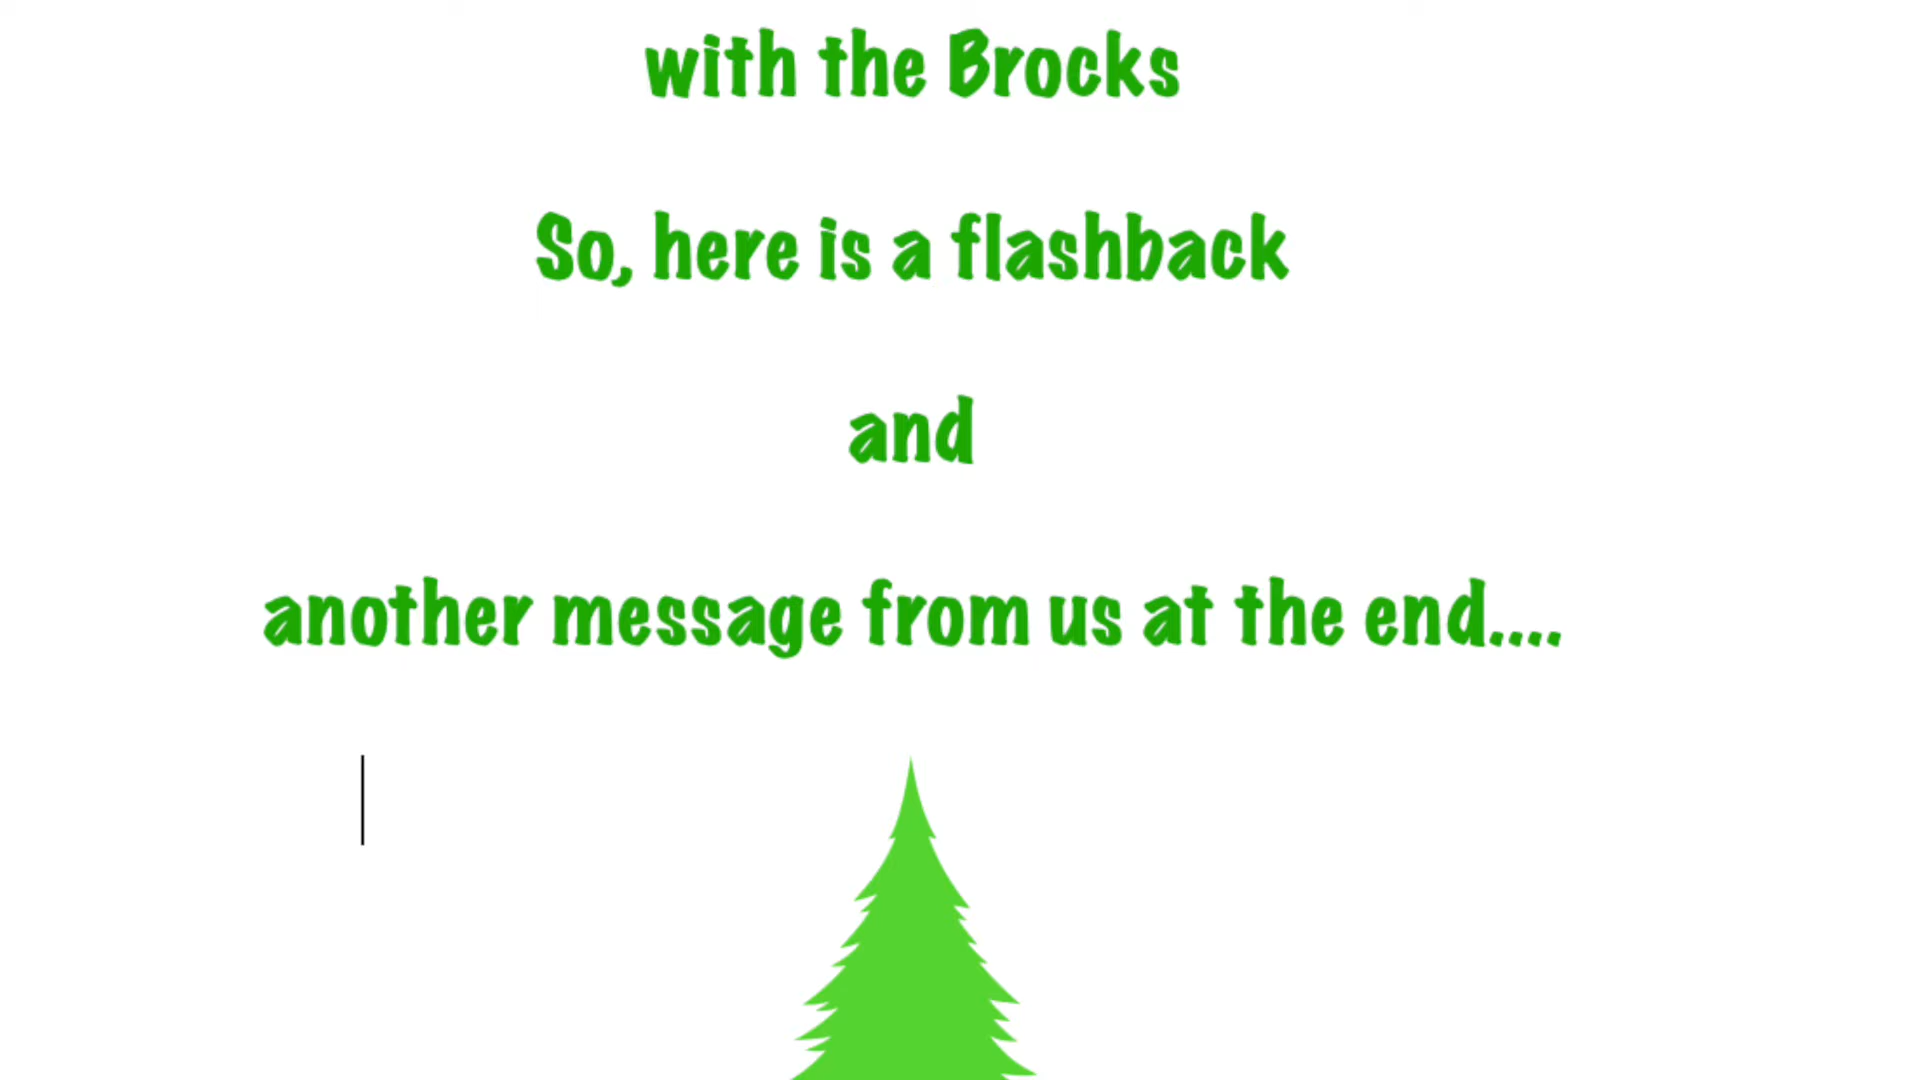 with the Brocks
So, here is a flashback
and
another message from us at the end....